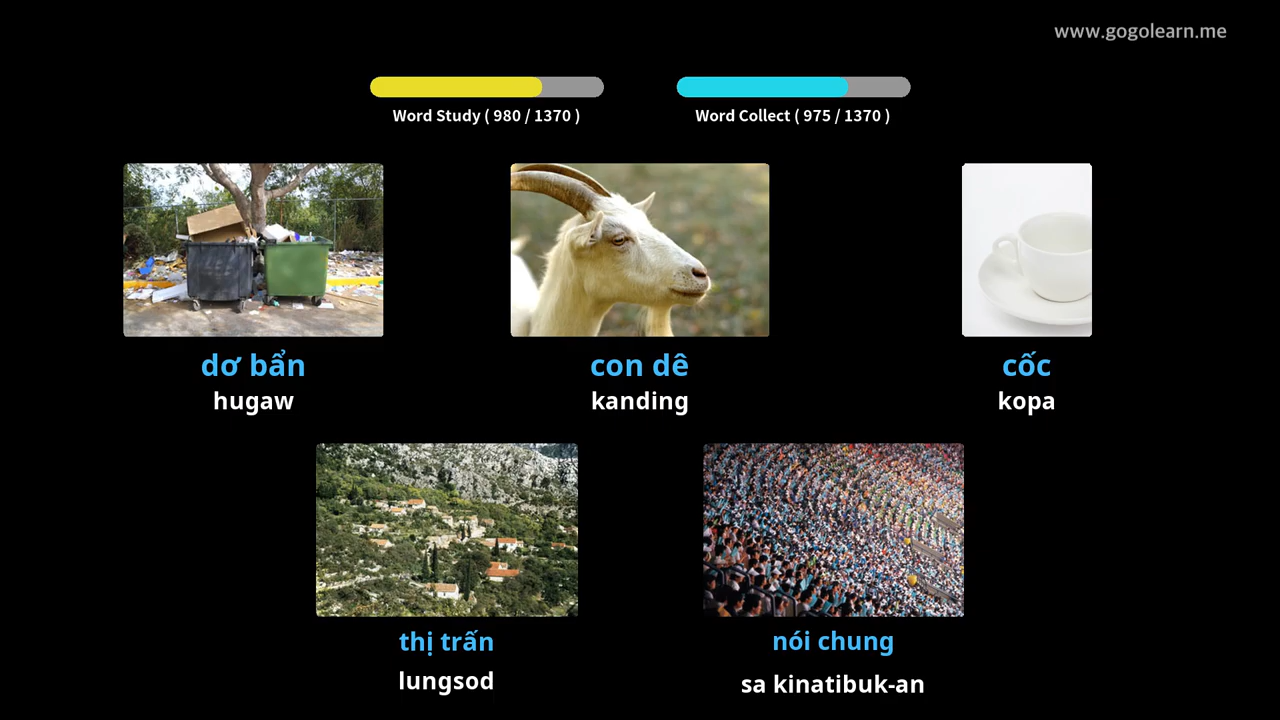 www.gogolearn.me
Word Study ( 980 / 1370 )
Word Collect ( 975 / 1370 )
dơ bẩn
hugaw
con dê
kanding
cốc
kopa
thị trấn
lungsod
nói chung
sa kinatibuk-an